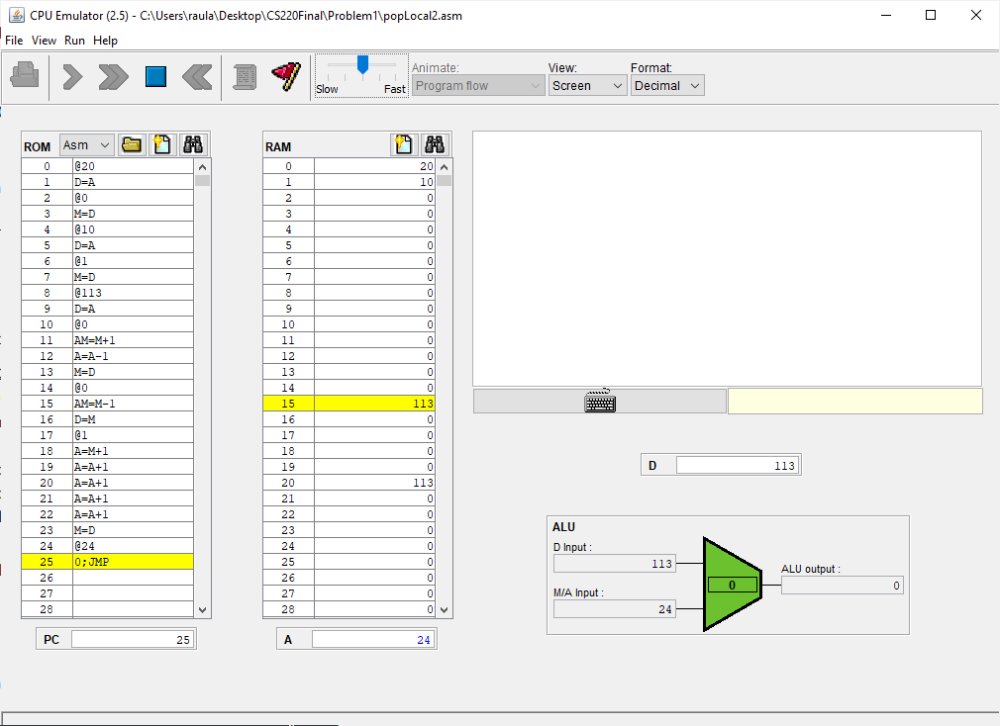 CPU Emulator (2.5) - C:\Users\raula\Desktop\CS220Final\Problem1\popLocal2.asm
File View Run Help
Slow Fast
Animate:
Program flow
View:
Screen
Format:
Decimal
ROM Asm
0 @20
1 D=A
2 @0
3 M=D
4 @10
5 D=A
6 @1
7 M=D
8 @113
9 D=A
10 @0
11 AM=M+1
12 A=A-1
13 M=D
14 @0
15 AM=M-1
16 D=M
17 @1
18 A=M+1
19 A=A+1
20 A=A+1
21 A=A+1
22 A=A+1
23 M=D
24 @24
25 0;JMP
26
27
28
PC 25
RAM
0 20
1 10
2 0
3 0
4 0
5 0
6 0
7 0
8 0
9 0
10 0
11 0
12 0
13 0
14 0
15 113
16 0
17 0
18 0
19 0
20 113
21 0
22 0
23 0
24 0
25 0
26 0
27 0
28 0
A 24
D 113
ALU
D Input :
113
M/A Input :
24
0
ALU output :
0